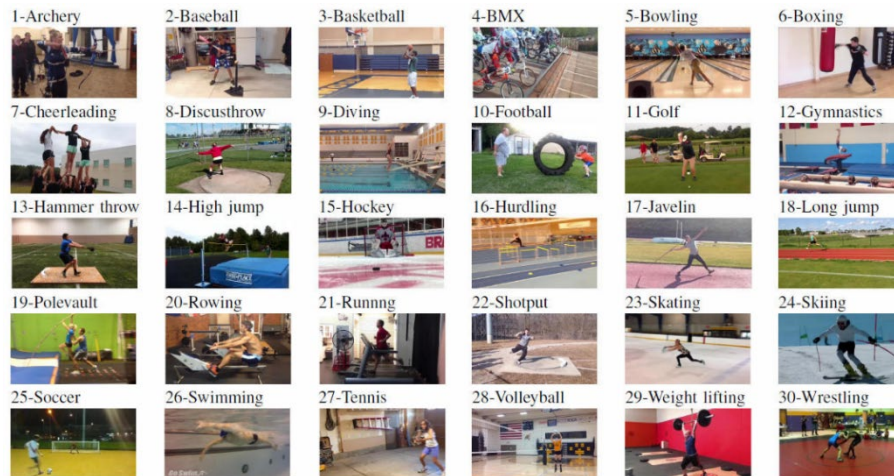 1-Archery
2-Baseball
3-Basketball
4-BMX
5-Bowling
6-Boxing
7-Cheerleading
8-Discusthrow
9-Diving
10-Football
11-Golf
12-Gymnastics
13-Hammer throw
14-High jump
15-Hockey
16-Hurdling
17-Javelin
18-Long jump
19-Polevault
20-Rowing
21-Runnng
22-Shotput
23-Skating
24-Skiing
25-Soccer
26-Swimming
27-Tennis
28-Volleyball
29-Weight lifting
30-Wrestling